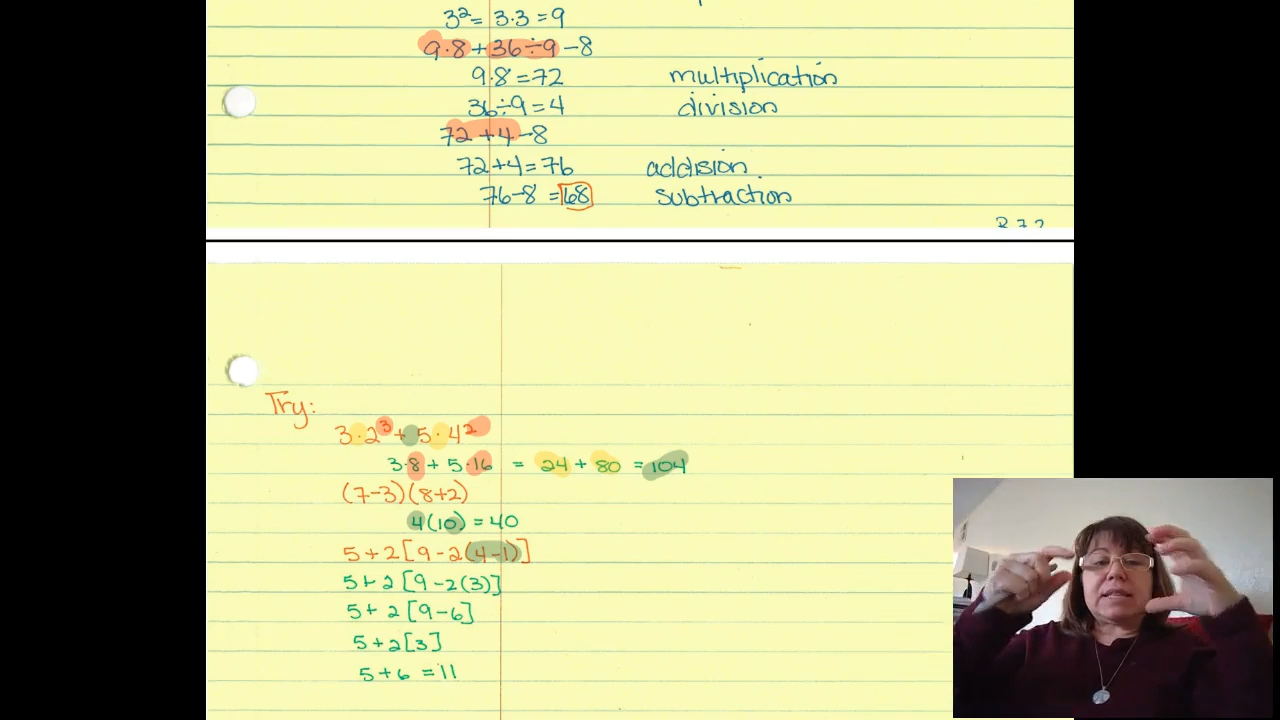 3² = 3·3 = 9
9·8 + 36 ÷ 9 - 8
9·8 = 72 multiplication
36 ÷ 9 = 4 division
72 + 4 - 8
72 + 4 = 76 addision
76 - 8 = 68 subtraction
Try:
3·2³ + 5·4²
3·8 + 5·16 = 24 + 80 = 104
(7-3)(8+2)
4(10) = 40
5 + 2[9 - 2(4-1)]
5 + 2[9 - 2(3)]
5 + 2[9 - 6]
5 + 2[3]
5 + 6 = 11